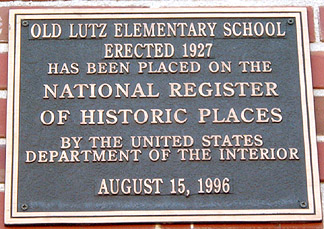 OLD LUTZ ELEMENTARY SCHOOL
ERECTED 1927
HAS BEEN PLACED ON THE
NATIONAL REGISTER
OF HISTORIC PLACES
BY THE UNITED STATES
DEPARTMENT OF THE INTERIOR
AUGUST 15, 1996